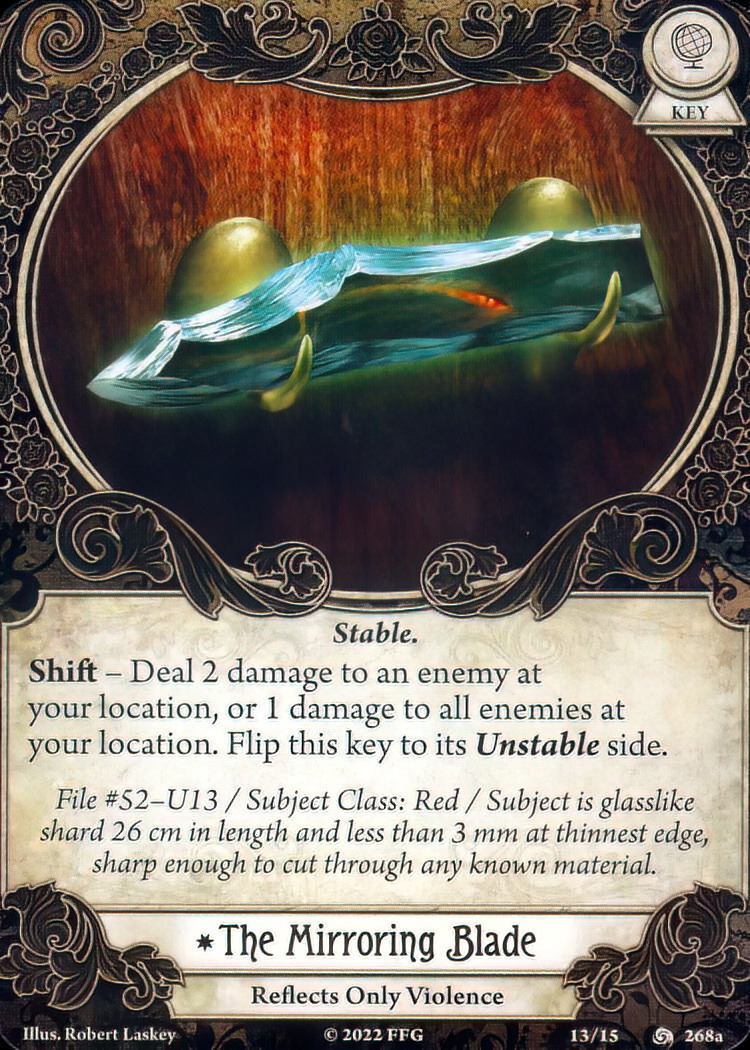 KEY
Stable.
Shift – Deal 2 damage to an enemy at
your location, or 1 damage to all enemies at
your location. Flip this key to its Unstable side.
File #52–U13 / Subject Class: Red / Subject is glasslike
shard 26 cm in length and less than 3 mm at thinnest edge,
sharp enough to cut through any known material.
✷The Mirroring Blade
Reflects Only Violence
Illus. Robert Laskey © 2022 FFG 13/15 268a